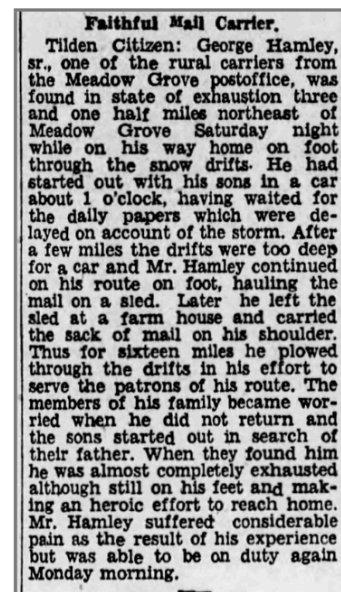 Faithful Mail Carrier.
Tilden Citizen: George Hamley,
sr., one of the rural carriers from
the Meadow Grove postoffice, was
found in state of exhaustion three
and one half miles northeast of
Meadow Grove Saturday night
while on his way home on foot
through the snow drifts. He had
started out with his sons in a car
about 1 o'clock, having waited for
the daily papers which were de-
layed on account of the storm. After
a few miles the drifts were too deep
for a car and Mr. Hamley continued
on his route on foot, hauling the
mail on a sled. Later he left the
sled at a farm house and carried
the sack of mail on his shoulder.
Thus for sixteen miles he plowed
through the drifts in his effort to
serve the patrons of his route. The
members of his family became wor-
ried when he did not return and
the sons started out in search of
their father. When they found him
he was almost completely exhausted
although still on his feet and mak-
ing an heroic effort to reach home.
Mr. Hamley suffered considerable
pain as the result of his experience
but was able to be on duty again
Monday morning.